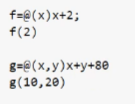 f=@(x)x+2;
f(2)
g=@(x,y)x+y+80
g(10,20)